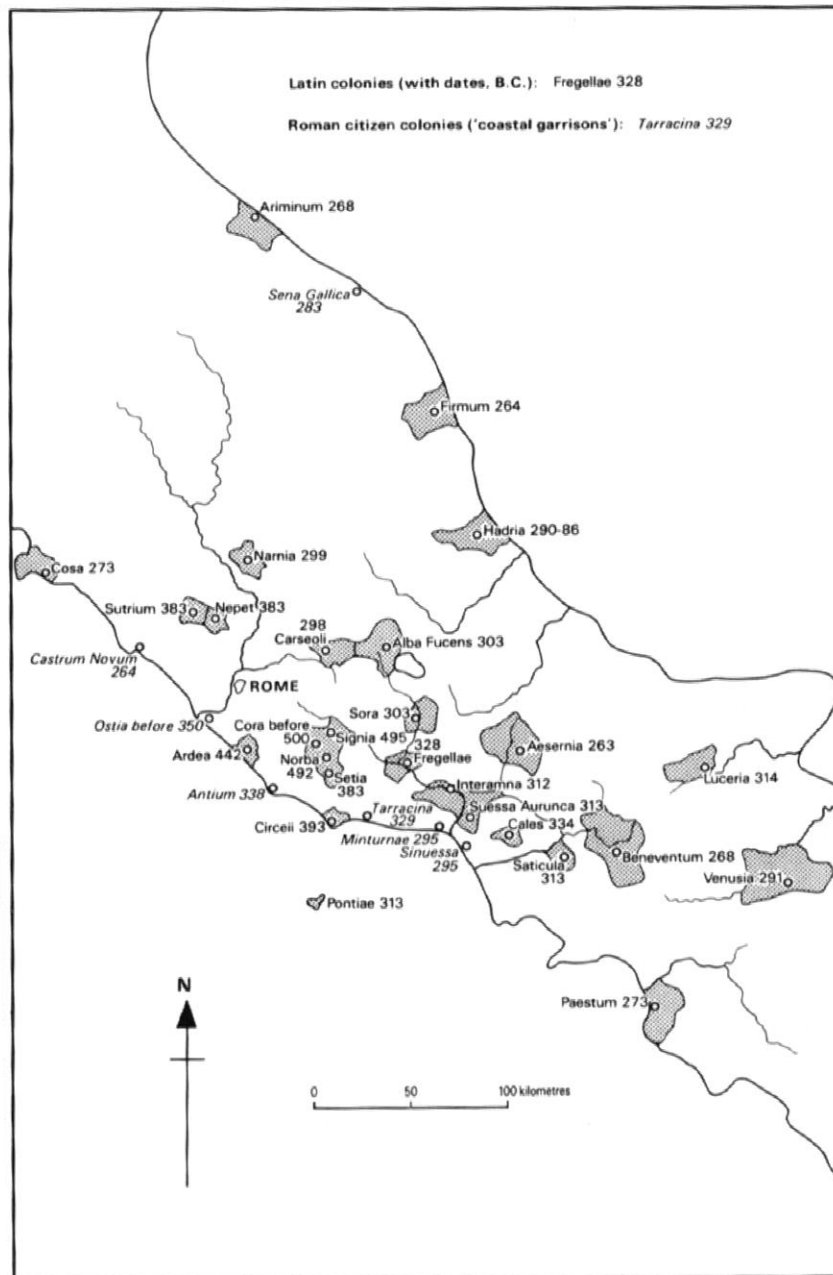 Latin colonies (with dates, B.C.): Fregellae 328
Roman citizen colonies ('coastal garrisons'): Tarracina 329
Ariminum 268
Sena Gallica
283
Firmum 264
Hadria 290-86
Narnia 299
Cosa 273
Sutrium 383
Nepet 383
298
Carseoli
Alba Fucens 303
Castrum Novum
264
ROME
Ostia before 350
Sora 303
Cora before
500
Signia 495
328
Fregellae
Aesernia 263
Ardea 442
Norba
492
Setia
383
Luceria 314
Antium 338
Interamna 312
Tarracina
329
Suessa Aurunca 313
Circeii 393
Minturnae 295
Cales 334
Sinuessa
295
Saticula
313
Beneventum 268
Venusia 291
Pontiae 313
N
Paestum 273
0 50 100 kilometres